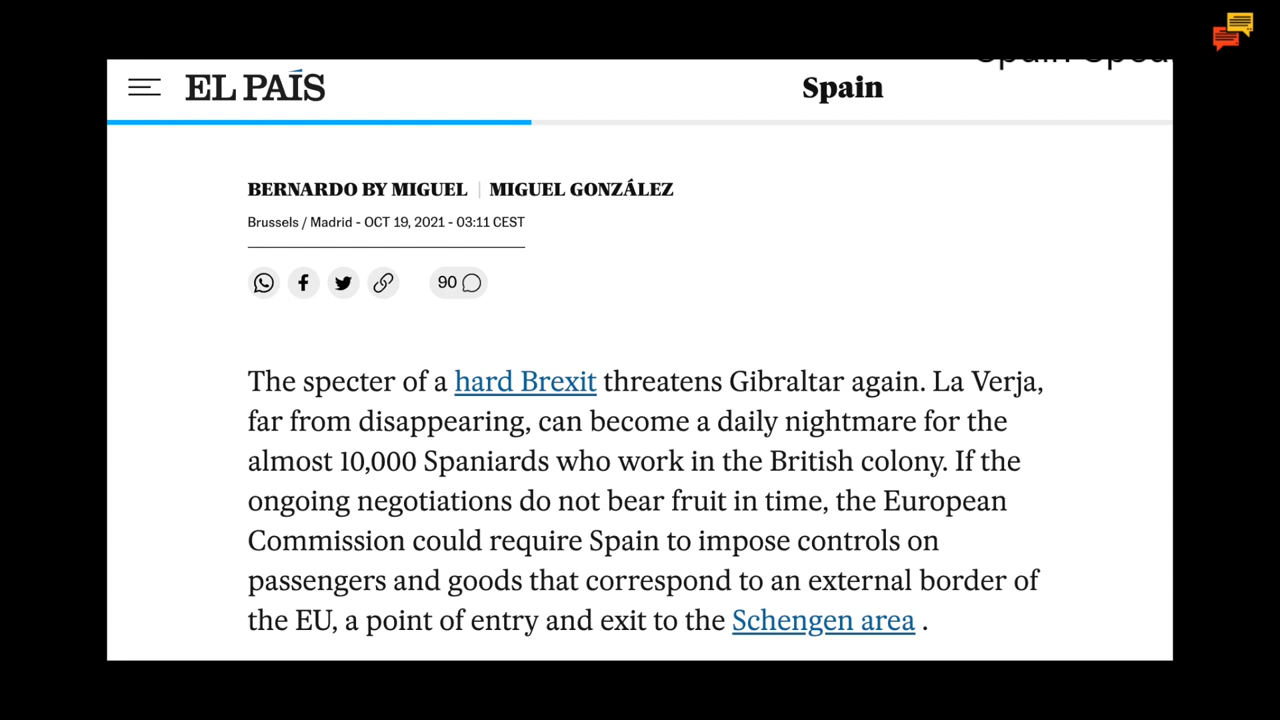 EL PAÍS
Spain
BERNARDO BY MIGUEL | MIGUEL GONZÁLEZ
Brussels / Madrid - OCT 19, 2021 - 03:11 CEST
90
The specter of a hard Brexit threatens Gibraltar again. La Verja,
far from disappearing, can become a daily nightmare for the
almost 10,000 Spaniards who work in the British colony. If the
ongoing negotiations do not bear fruit in time, the European
Commission could require Spain to impose controls on
passengers and goods that correspond to an external border of
the EU, a point of entry and exit to the Schengen area .